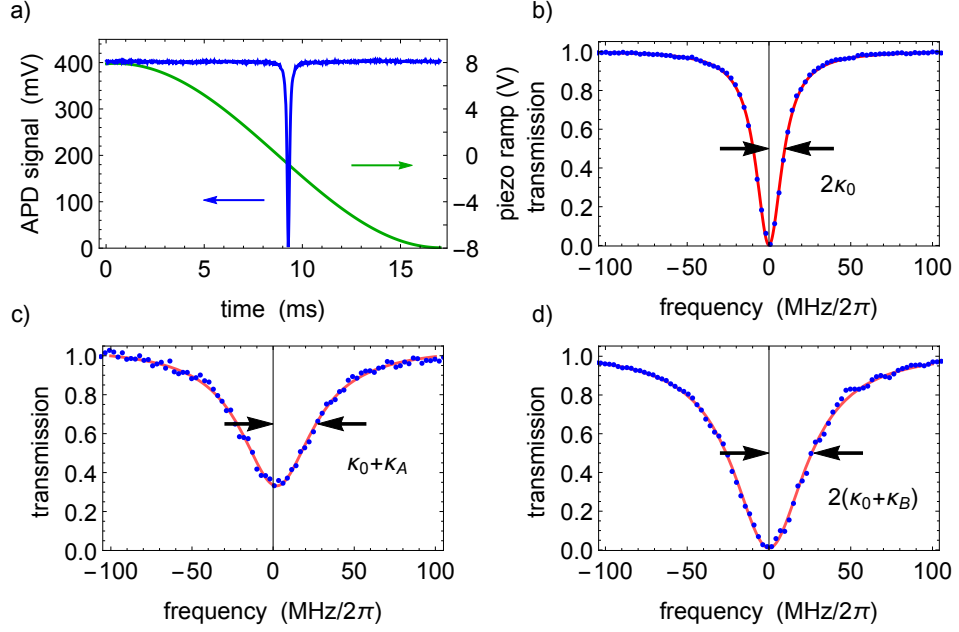 a)
APD signal (mV)
400
300
200
100
0
8
4
0
−4
−8
piezo ramp (V)
0
5
10
15
time (ms)
b)
transmission
1.0
0.8
0.6
0.4
0.2
0.0
2κ0
−100
−50
0
50
100
frequency (MHz/2π)
c)
transmission
1.0
0.8
0.6
0.4
0.2
0.0
κ0+κA
−100
−50
0
50
100
frequency (MHz/2π)
d)
transmission
1.0
0.8
0.6
0.4
0.2
0.0
2(κ0+κB)
−100
−50
0
50
100
frequency (MHz/2π)